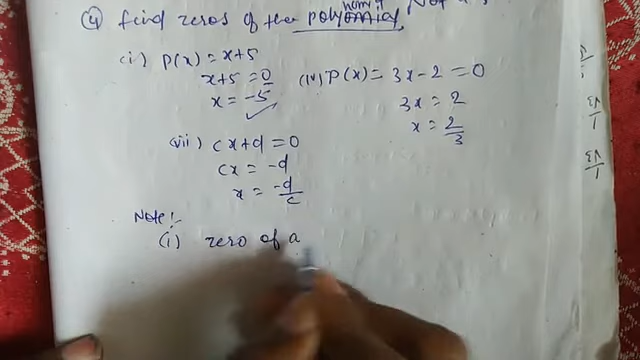 ④ find zeros of the polynomial
(i) P(x) = x+5
x+5 = 0
x = -5
(iv) P(x) = 3x-2 = 0
3x = 2
x = 2/3
(vii) cx+d = 0
cx = -d
x = -d/c
Note:-
(i) zero of a